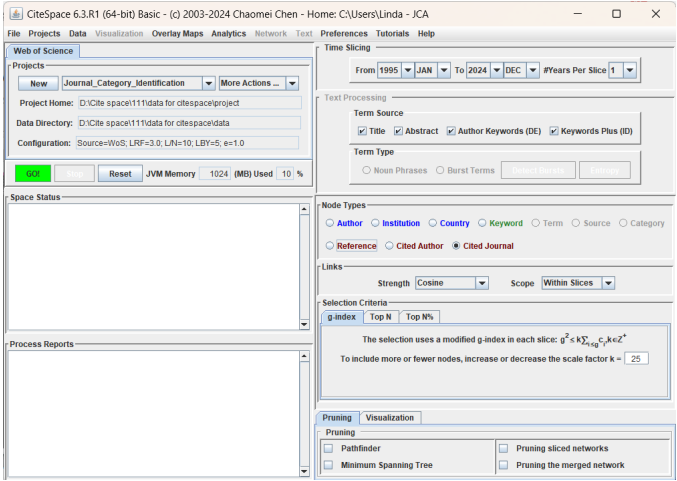 CiteSpace 6.3.R1 (64-bit) Basic - (c) 2003-2024 Chaomei Chen - Home: C:\Users\Linda - JCA
File Projects Data Visualization Overlay Maps Analytics Network Text Preferences Tutorials Help
Web of Science
Projects
New Journal_Category_Identification More Actions ...
Project Home: D:\Cite space\111\data for citespace\project
Data Directory: D:\Cite space\111\data for citespace\data
Configuration: Source=WoS; LRF=3.0; L/N=10; LBY=5; e=1.0
GO! Stop Reset JVM Memory 1024 (MB) Used 10 %
Space Status
Process Reports
Time Slicing
From 1995 JAN To 2024 DEC #Years Per Slice 1
Text Processing
Term Source
Title Abstract Author Keywords (DE) Keywords Plus (ID)
Term Type
Noun Phrases Burst Terms Detect Bursts Entropy
Node Types
Author Institution Country Keyword Term Source Category
Reference Cited Author Cited Journal
Links
Strength Cosine Scope Within Slices
Selection Criteria
g-index Top N Top N%
The selection uses a modified g-index in each slice: g² ≤ k∑i≤g ci, k∈Z⁺
To include more or fewer nodes, increase or decrease the scale factor k = 25
Pruning Visualization
Pruning
Pathfinder Pruning sliced networks
Minimum Spanning Tree Pruning the merged network